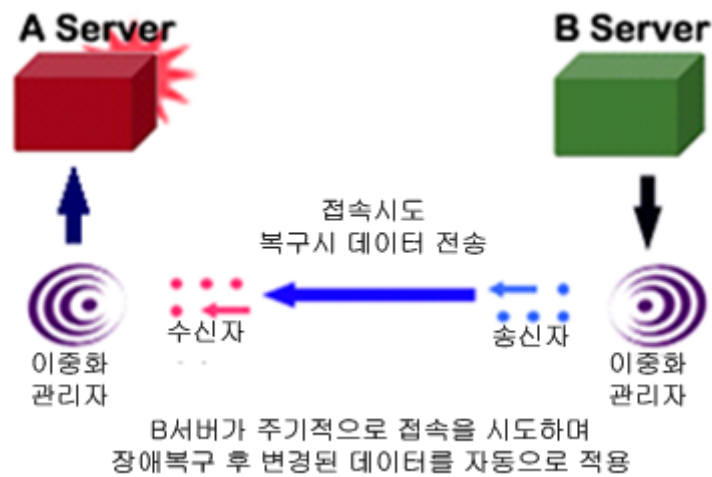 A Server
B Server
접속시도
복구시 데이터 전송
수신자
송신자
이중화
관리자
이중화
관리자
B서버가 주기적으로 접속을 시도하며
장애복구 후 변경된 데이터를 자동으로 적용